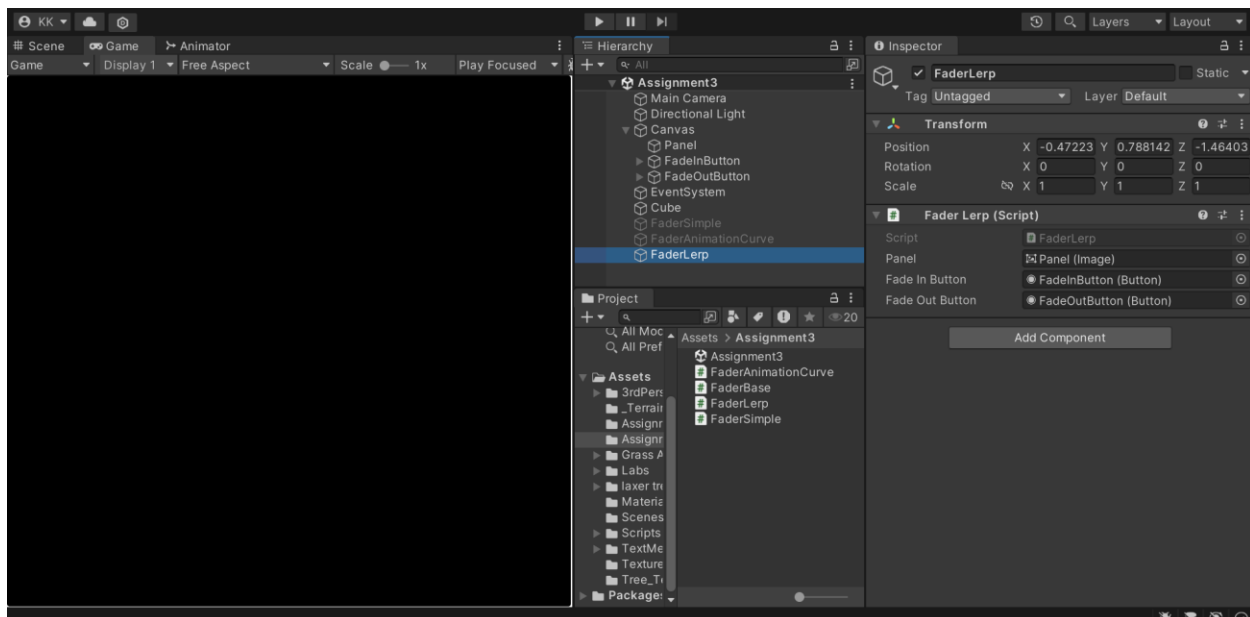 KK
Layers
Layout
Scene
Game
Animator
Game
Display 1
Free Aspect
Scale
1x
Play Focused
Hierarchy
All
Assignment3
Main Camera
Directional Light
Canvas
Panel
FadeInButton
FadeOutButton
EventSystem
Cube
FaderSimple
FaderAnimationCurve
FaderLerp
Project
20
All Moc
All Pref
Assets
3rdPers
_Terrair
Assignr
Assignr
Grass A
Labs
laxer tre
Materia
Scenes
Scripts
TextMe
Texture
Tree_Te
Packages
Assets > Assignment3
Assignment3
FaderAnimationCurve
FaderBase
FaderLerp
FaderSimple
Inspector
FaderLerp
Static
Tag Untagged
Layer Default
Transform
Position X -0.47223 Y 0.788142 Z -1.46403
Rotation X 0 Y 0 Z 0
Scale X 1 Y 1 Z 1
# Fader Lerp (Script)
Script FaderLerp
Panel Panel (Image)
Fade In Button FadeInButton (Button)
Fade Out Button FadeOutButton (Button)
Add Component